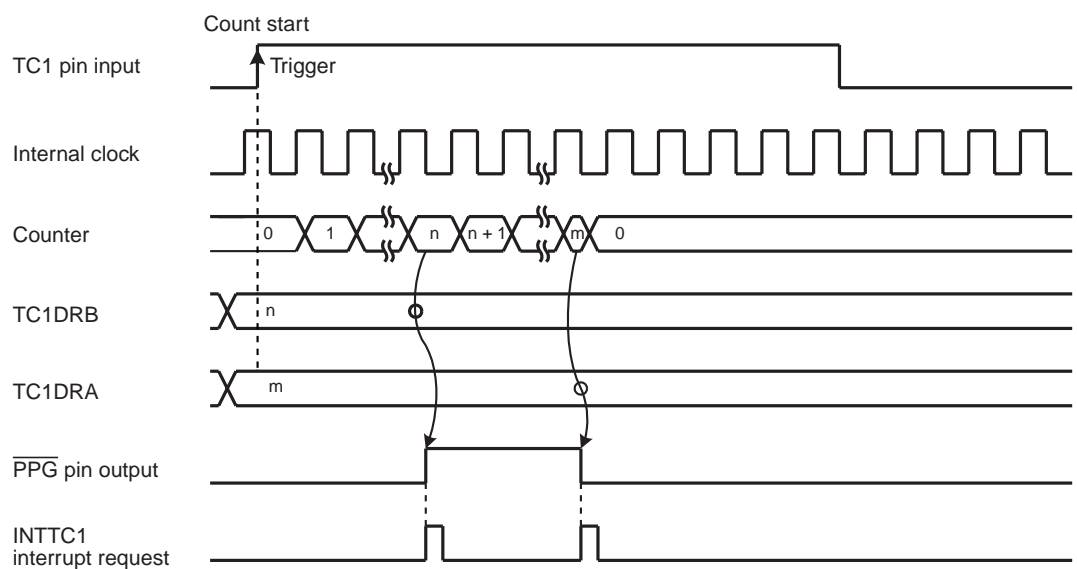 Count start
TC1 pin input
Trigger
Internal clock
Counter
0 1 n n + 1 m 0
TC1DRB
n
TC1DRA
m
PPG pin output
INTTC1
interrupt request